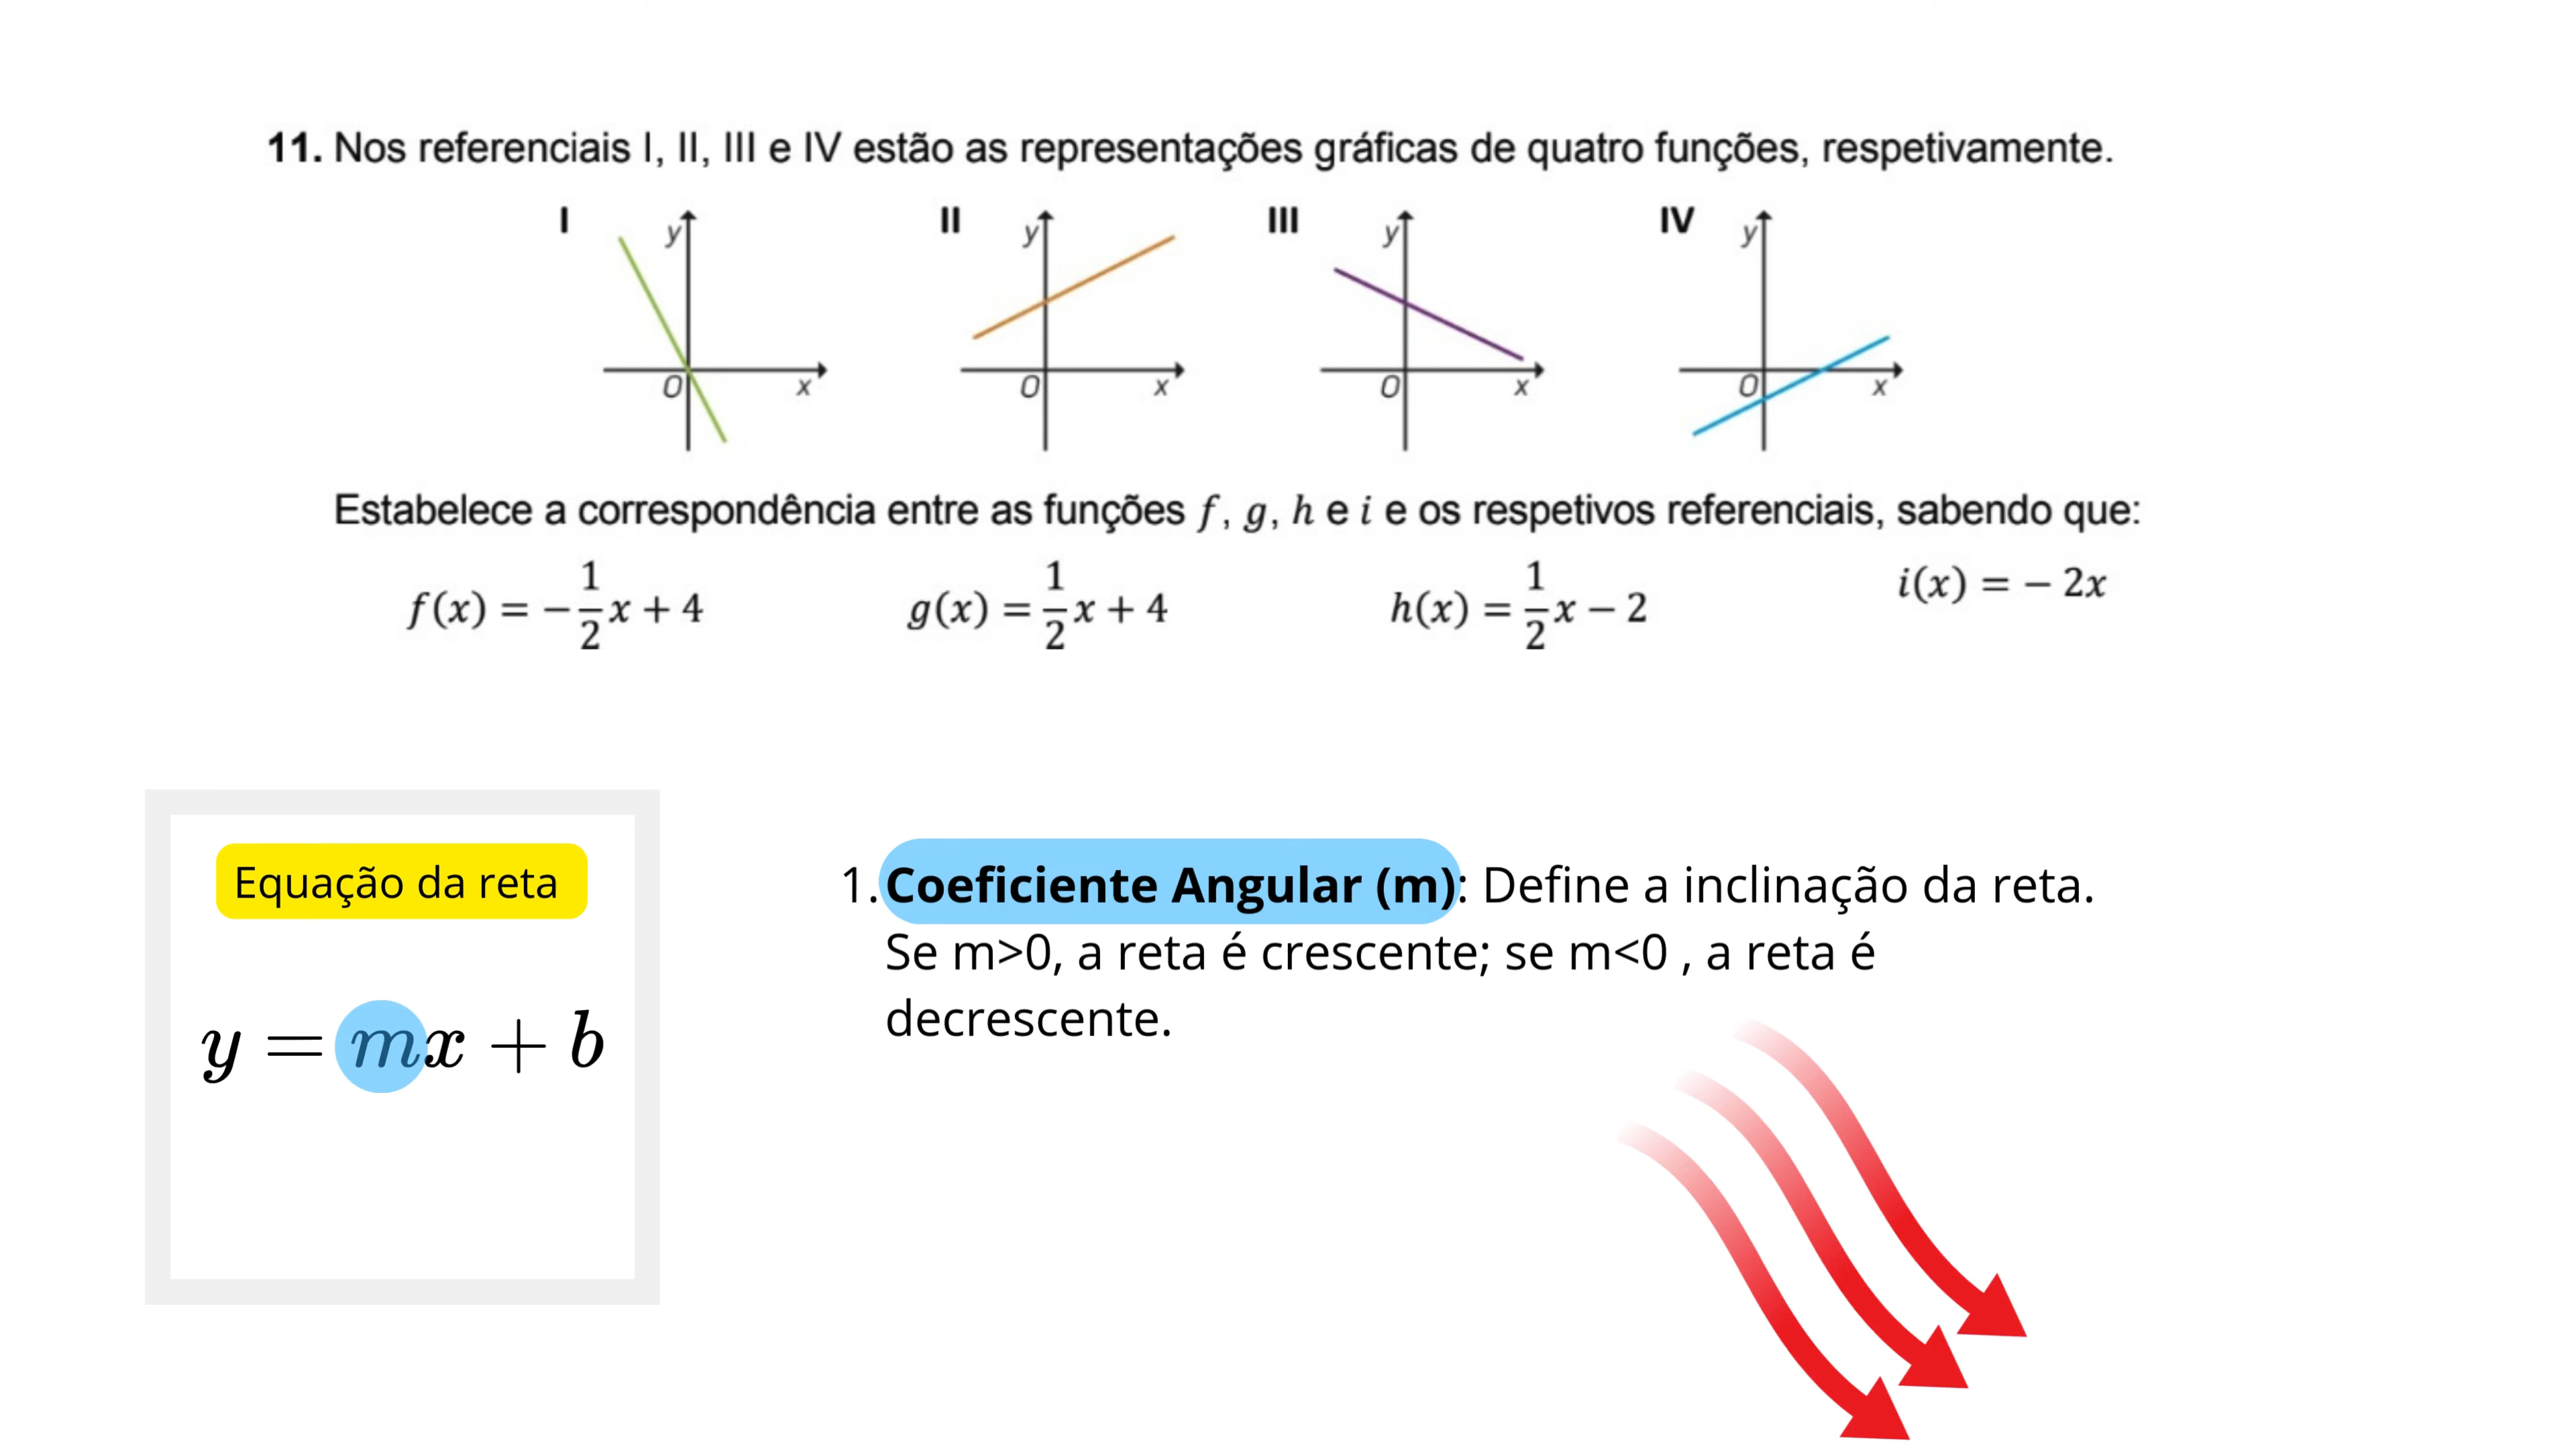 11. Nos referenciais I, II, III e IV estão as representações gráficas de quatro funções, respetivamente.
I II III IV
y y y y
O x O x O x O x
Estabelece a correspondência entre as funções f, g, h e i e os respetivos referenciais, sabendo que:
f(x) = −1/2x + 4 g(x) = 1/2x + 4 h(x) = 1/2x − 2 i(x) = − 2x
Equação da reta
y = mx + b
1. Coeficiente Angular (m): Define a inclinação da reta.
Se m>0, a reta é crescente; se m<0 , a reta é
decrescente.